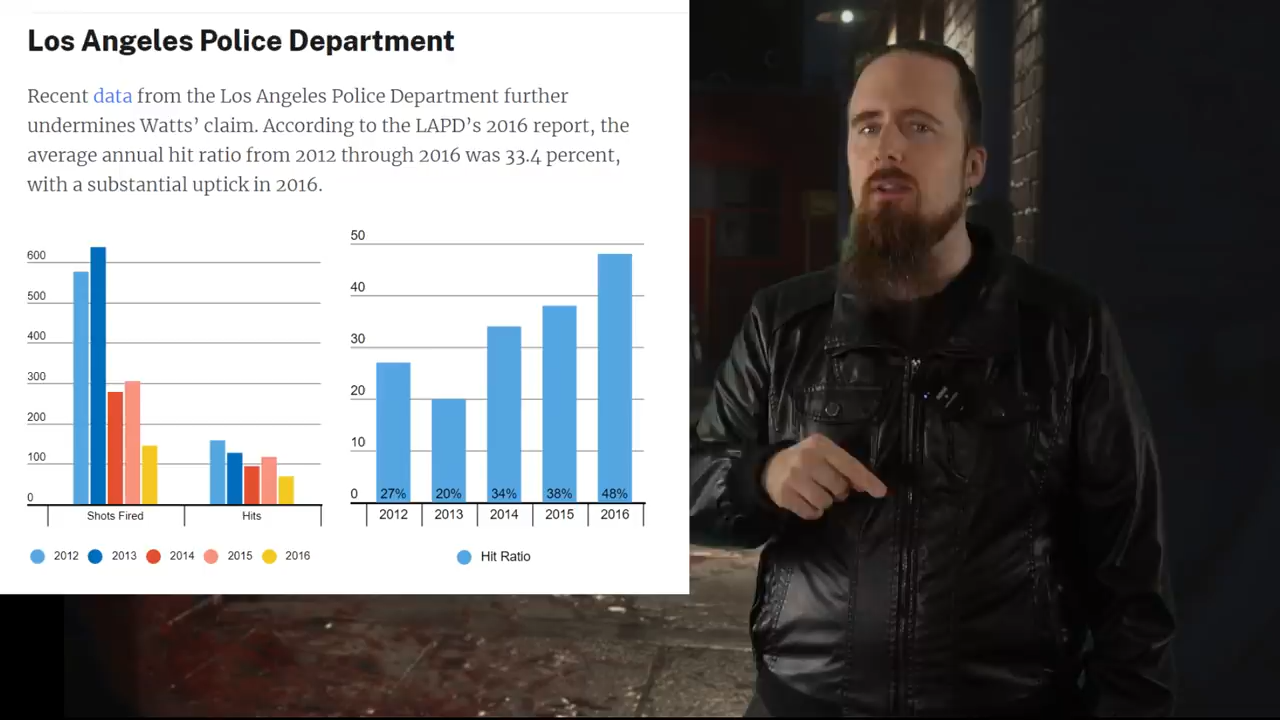 Los Angeles Police Department
Recent data from the Los Angeles Police Department further
undermines Watts’ claim. According to the LAPD’s 2016 report, the
average annual hit ratio from 2012 through 2016 was 33.4 percent,
with a substantial uptick in 2016.
600
500
400
300
200
100
0
Shots Fired Hits
2012 2013 2014 2015 2016
50
40
30
20
10
0
27% 20% 34% 38% 48%
2012 2013 2014 2015 2016
Hit Ratio